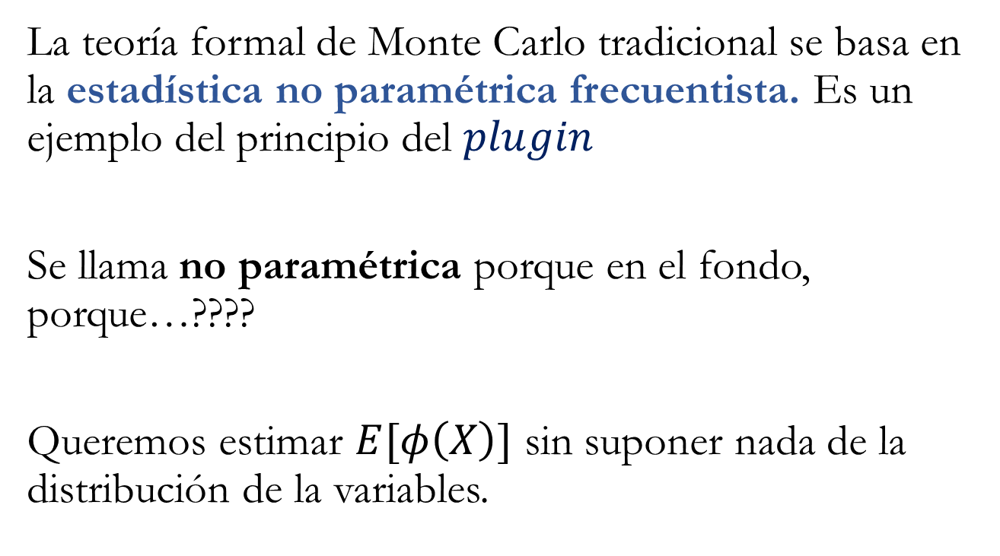 La teoría formal de Monte Carlo tradicional se basa en
la estadística no paramétrica frecuentista. Es un
ejemplo del principio del plugin
Se llama no paramétrica porque en el fondo,
porque…????
Queremos estimar E[ϕ(X)] sin suponer nada de la
distribución de la variables.